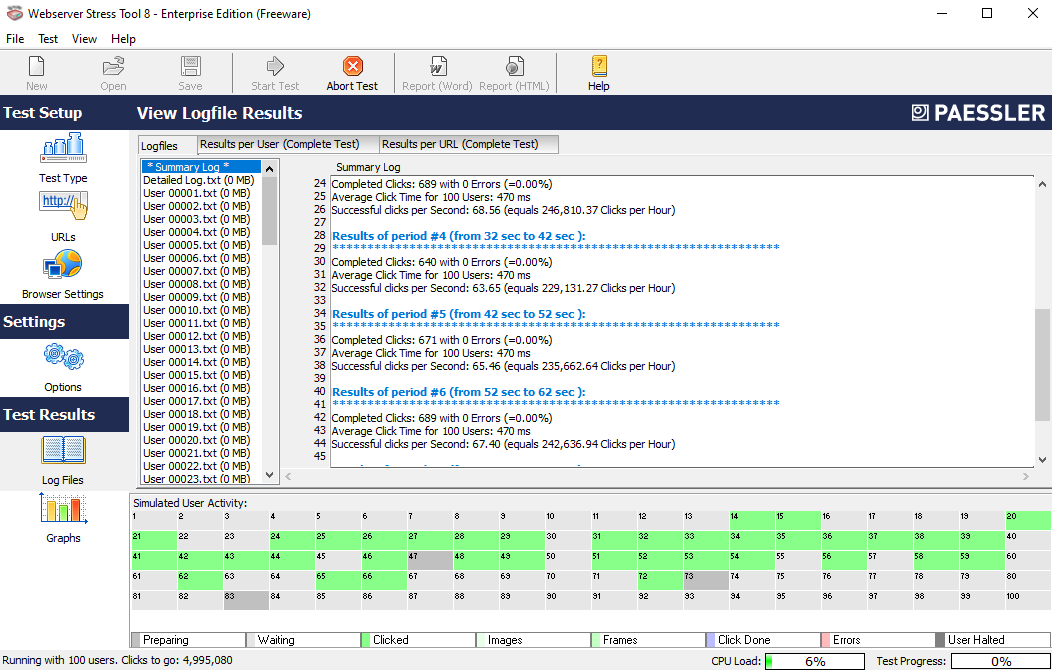 Webserver Stress Tool 8 - Enterprise Edition (Freeware)
File Test View Help
New Open Save Start Test Abort Test Report (Word) Report (HTML) Help
Test Setup
View Logfile Results
PAESSLER
Test Type
http://
URLs
Browser Settings
Settings
Options
Test Results
Log Files
Graphs
Logfiles
Results per User (Complete Test)
Results per URL (Complete Test)
* Summary Log *
Detailed Log.txt (0 MB)
User 00001.txt (0 MB)
User 00002.txt (0 MB)
User 00003.txt (0 MB)
User 00004.txt (0 MB)
User 00005.txt (0 MB)
User 00006.txt (0 MB)
User 00007.txt (0 MB)
User 00008.txt (0 MB)
User 00009.txt (0 MB)
User 00010.txt (0 MB)
User 00011.txt (0 MB)
User 00012.txt (0 MB)
User 00013.txt (0 MB)
User 00014.txt (0 MB)
User 00015.txt (0 MB)
User 00016.txt (0 MB)
User 00017.txt (0 MB)
User 00018.txt (0 MB)
User 00019.txt (0 MB)
User 00020.txt (0 MB)
User 00021.txt (0 MB)
User 00022.txt (0 MB)
User 00023.txt (0 MB)
Summary Log
24 Completed Clicks: 689 with 0 Errors (=0.00%)
25 Average Click Time for 100 Users: 470 ms
26 Successful clicks per Second: 68.56 (equals 246,810.37 Clicks per Hour)
27
28 Results of period #4 (from 32 sec to 42 sec ):
29 ****************************************************************
30 Completed Clicks: 640 with 0 Errors (=0.00%)
31 Average Click Time for 100 Users: 470 ms
32 Successful clicks per Second: 63.65 (equals 229,131.27 Clicks per Hour)
33
34 Results of period #5 (from 42 sec to 52 sec ):
35 ****************************************************************
36 Completed Clicks: 671 with 0 Errors (=0.00%)
37 Average Click Time for 100 Users: 470 ms
38 Successful clicks per Second: 65.46 (equals 235,662.64 Clicks per Hour)
39
40 Results of period #6 (from 52 sec to 62 sec ):
41 ****************************************************************
42 Completed Clicks: 689 with 0 Errors (=0.00%)
43 Average Click Time for 100 Users: 470 ms
44 Successful clicks per Second: 67.40 (equals 242,636.94 Clicks per Hour)
45
Simulated User Activity:
1 2 3 4 5 6 7 8 9 10 11 12 13 14 15 16 17 18 19 20
21 22 23 24 25 26 27 28 29 30 31 32 33 34 35 36 37 38 39 40
41 42 43 44 45 46 47 48 49 50 51 52 53 54 55 56 57 58 59 60
61 62 63 64 65 66 67 68 69 70 71 72 73 74 75 76 77 78 79 80
81 82 83 84 85 86 87 88 89 90 91 92 93 94 95 96 97 98 99 100
Preparing Waiting Clicked Images Frames Click Done Errors User Halted
Running with 100 users. Clicks to go: 4,995,080
CPU Load: 6% Test Progress: 0%